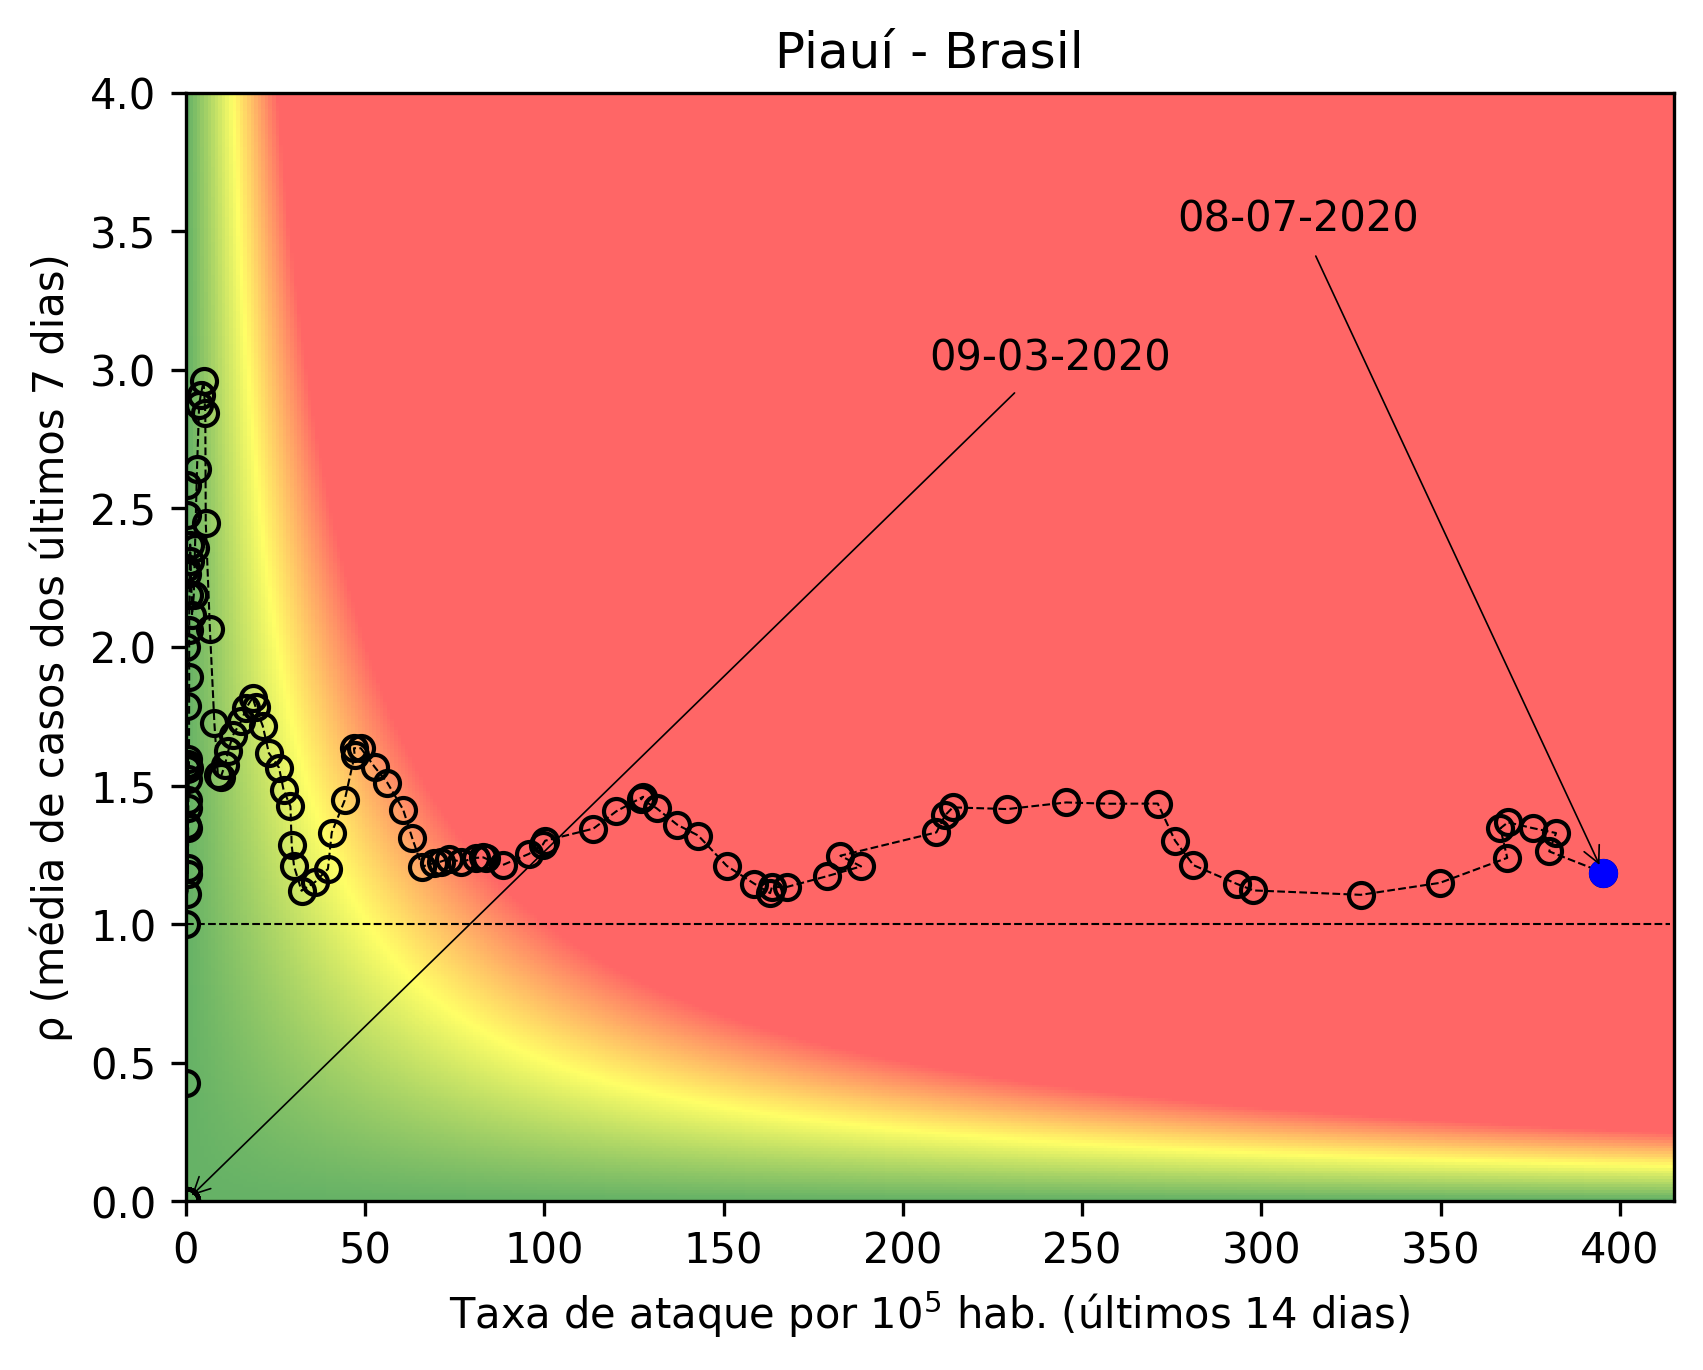 Piauí - Brasil
4.0
3.5
3.0
2.5
2.0
1.5
1.0
0.5
0.0
ρ (média de casos dos últimos 7 dias)
08-07-2020
09-03-2020
0 50 100 150 200 250 300 350 400
Taxa de ataque por 10⁵ hab. (últimos 14 dias)